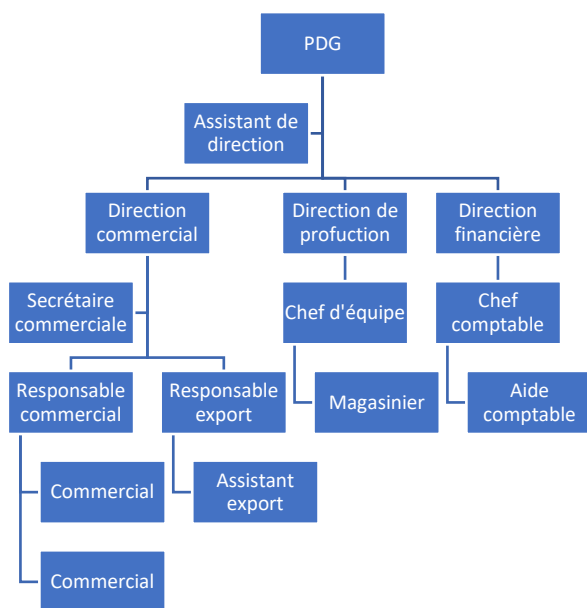 PDG
Assistant de
direction
Direction
commercial
Direction de
profuction
Direction
financière
Secrétaire
commerciale
Chef d'équipe
Chef
comptable
Responsable
commercial
Responsable
export
Magasinier
Aide
comptable
Commercial
Assistant
export
Commercial